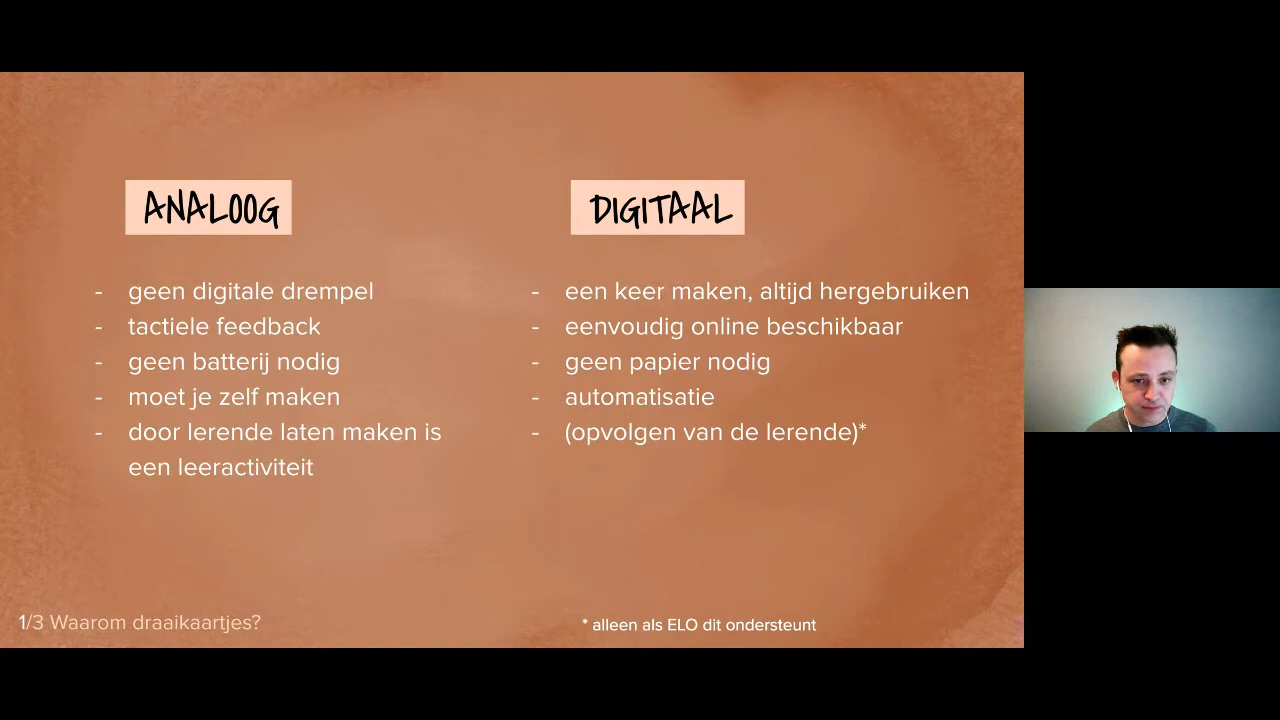 ANALOOG
- geen digitale drempel
- tactiele feedback
- geen batterij nodig
- moet je zelf maken
- door lerende laten maken is
een leeractiviteit
DIGITAAL
- een keer maken, altijd hergebruiken
- eenvoudig online beschikbaar
- geen papier nodig
- automatisatie
- (opvolgen van de lerende)*
1/3 Waarom draaikaartjes?
* alleen als ELO dit ondersteunt